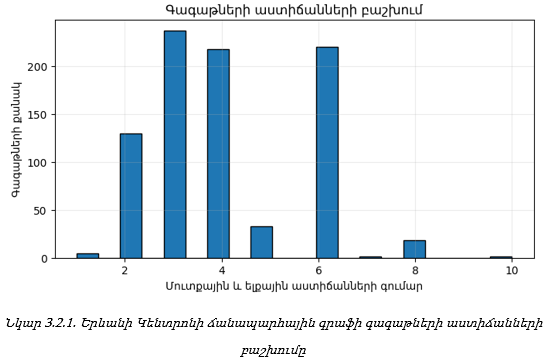 Գագաթների աստիճանների բաշխում
Գագաթների քանակ
200
150
100
50
0
2 4 6 8 10
Մուտքային և ելքային աստիճանների գումար
Նկար 3.2.1. Երևանի Կենտրոնի ճանապարհային գրաֆի գագաթների աստիճանների
բաշխումը